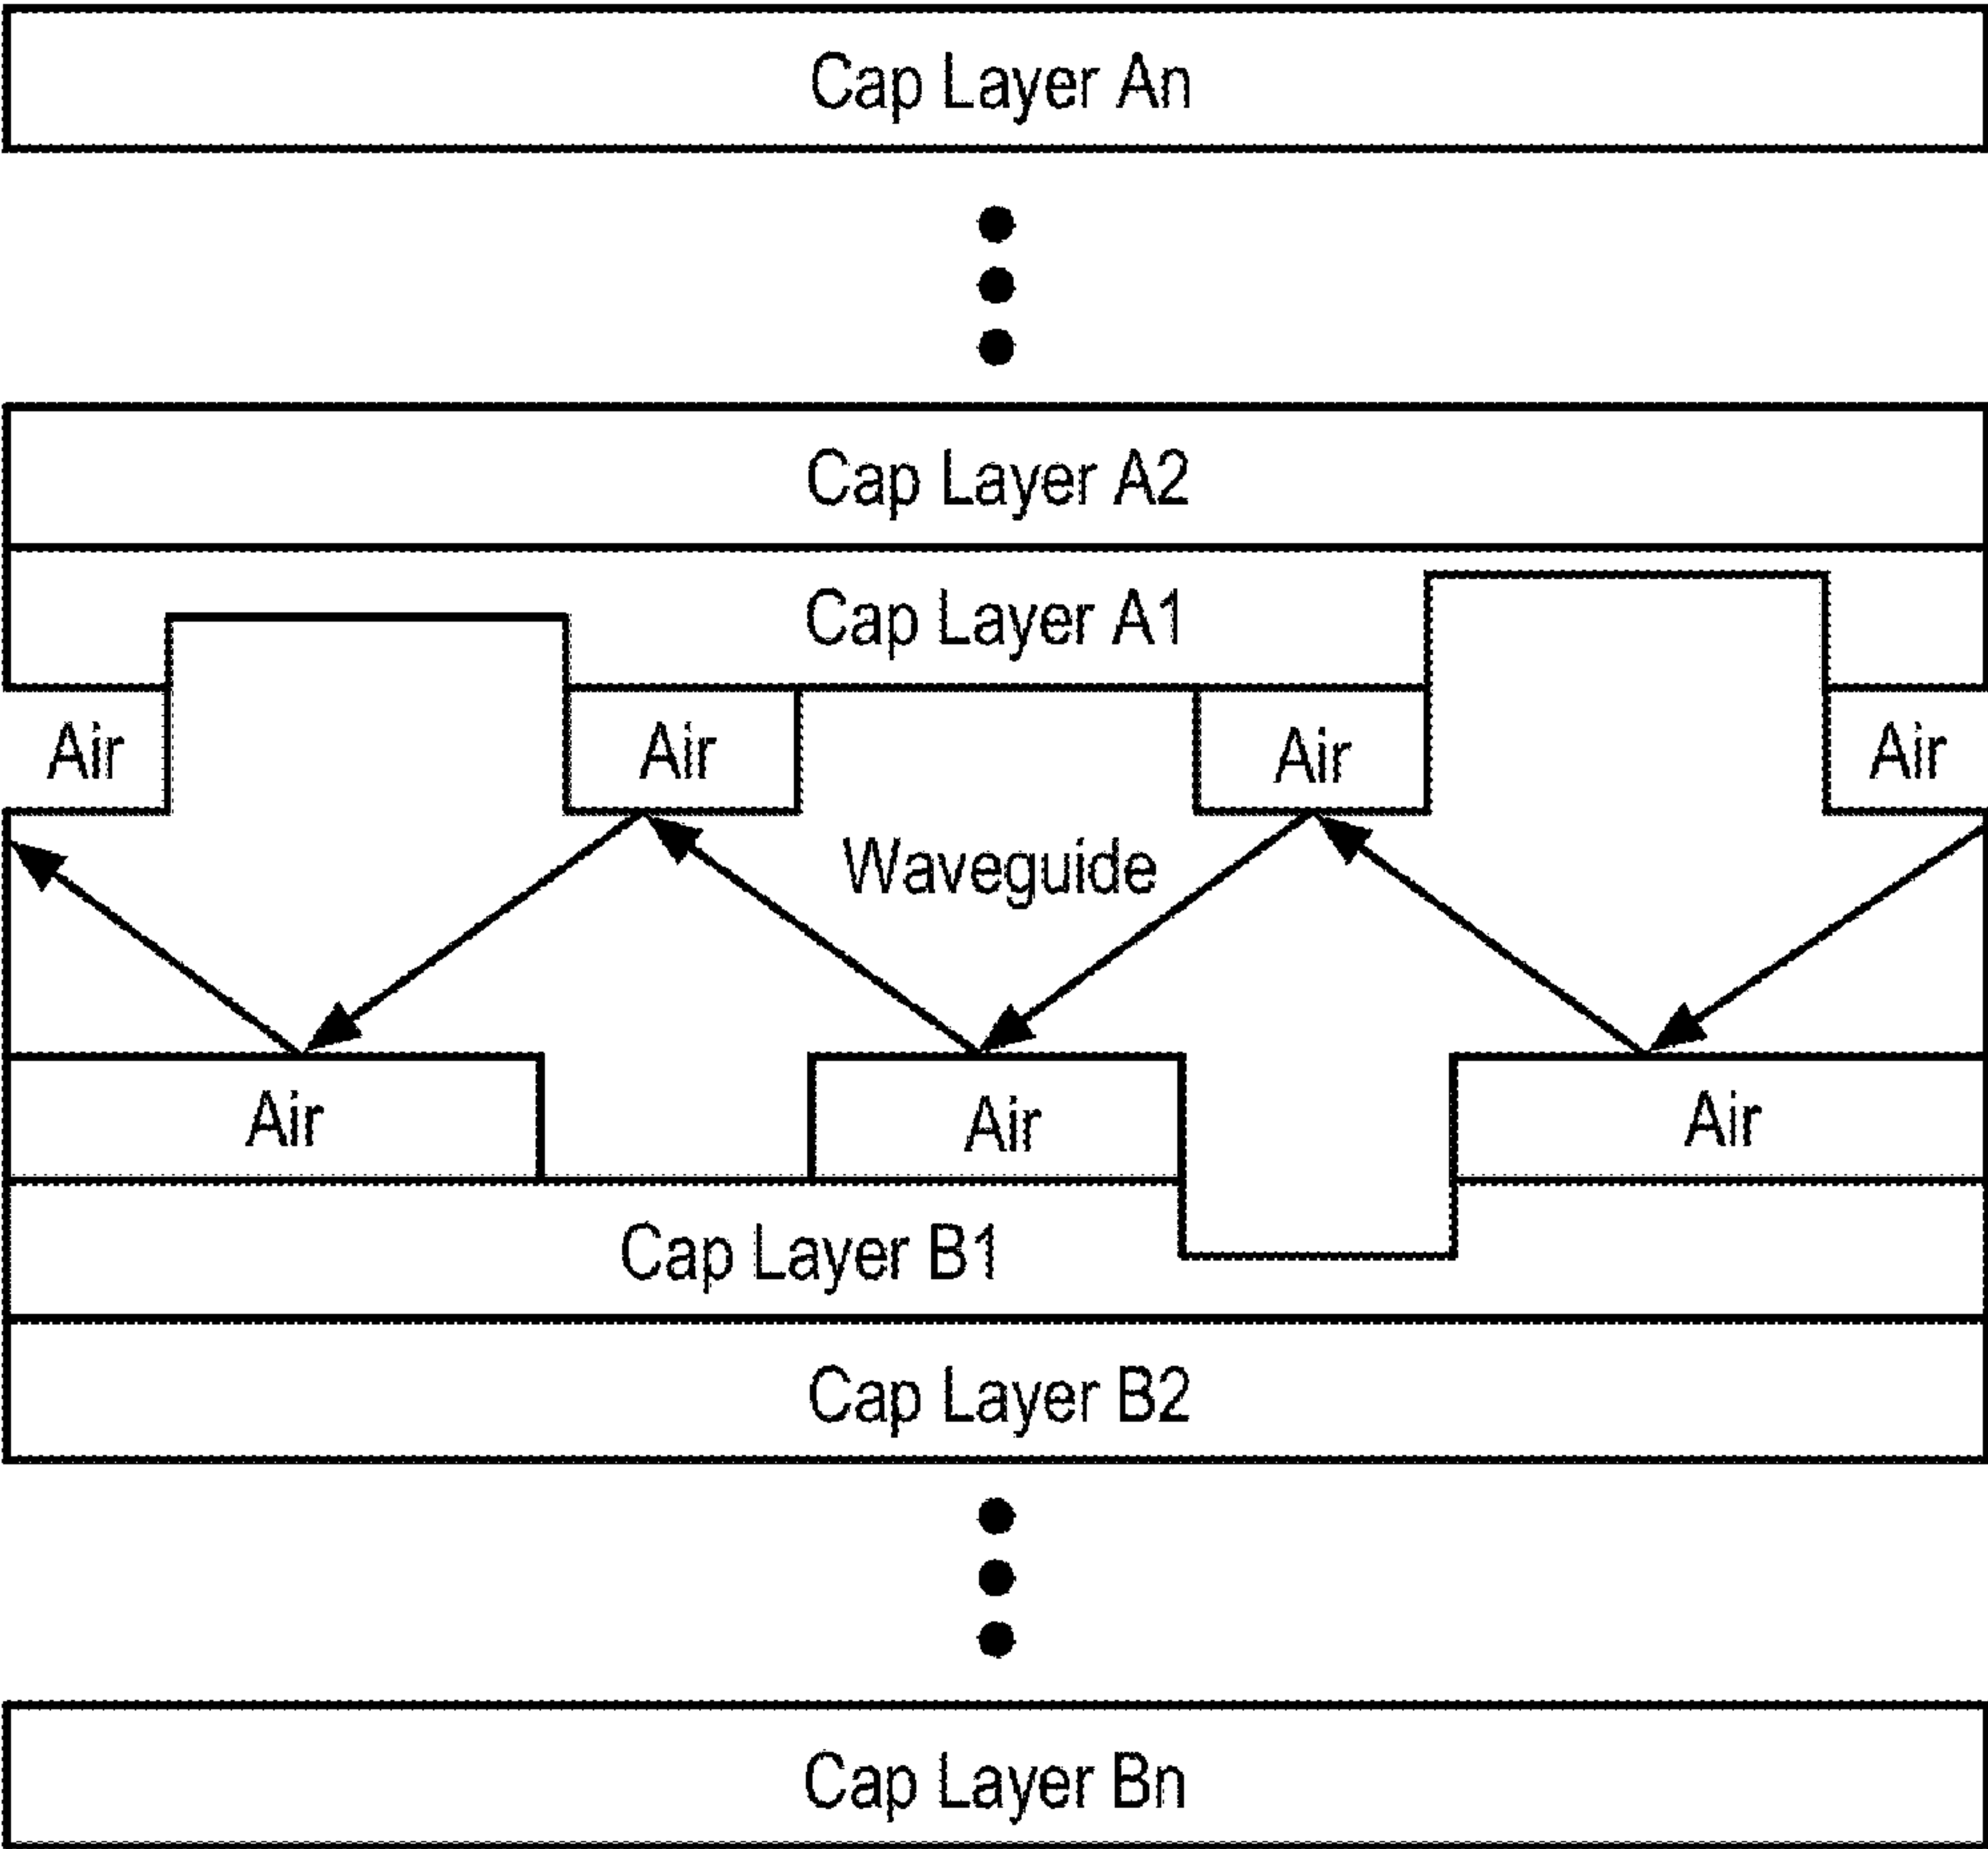 Cap Layer An
Cap Layer A2
Cap Layer A1
Air Air Air Air
Waveguide
Air Air Air
Cap Layer B1
Cap Layer B2
Cap Layer Bn